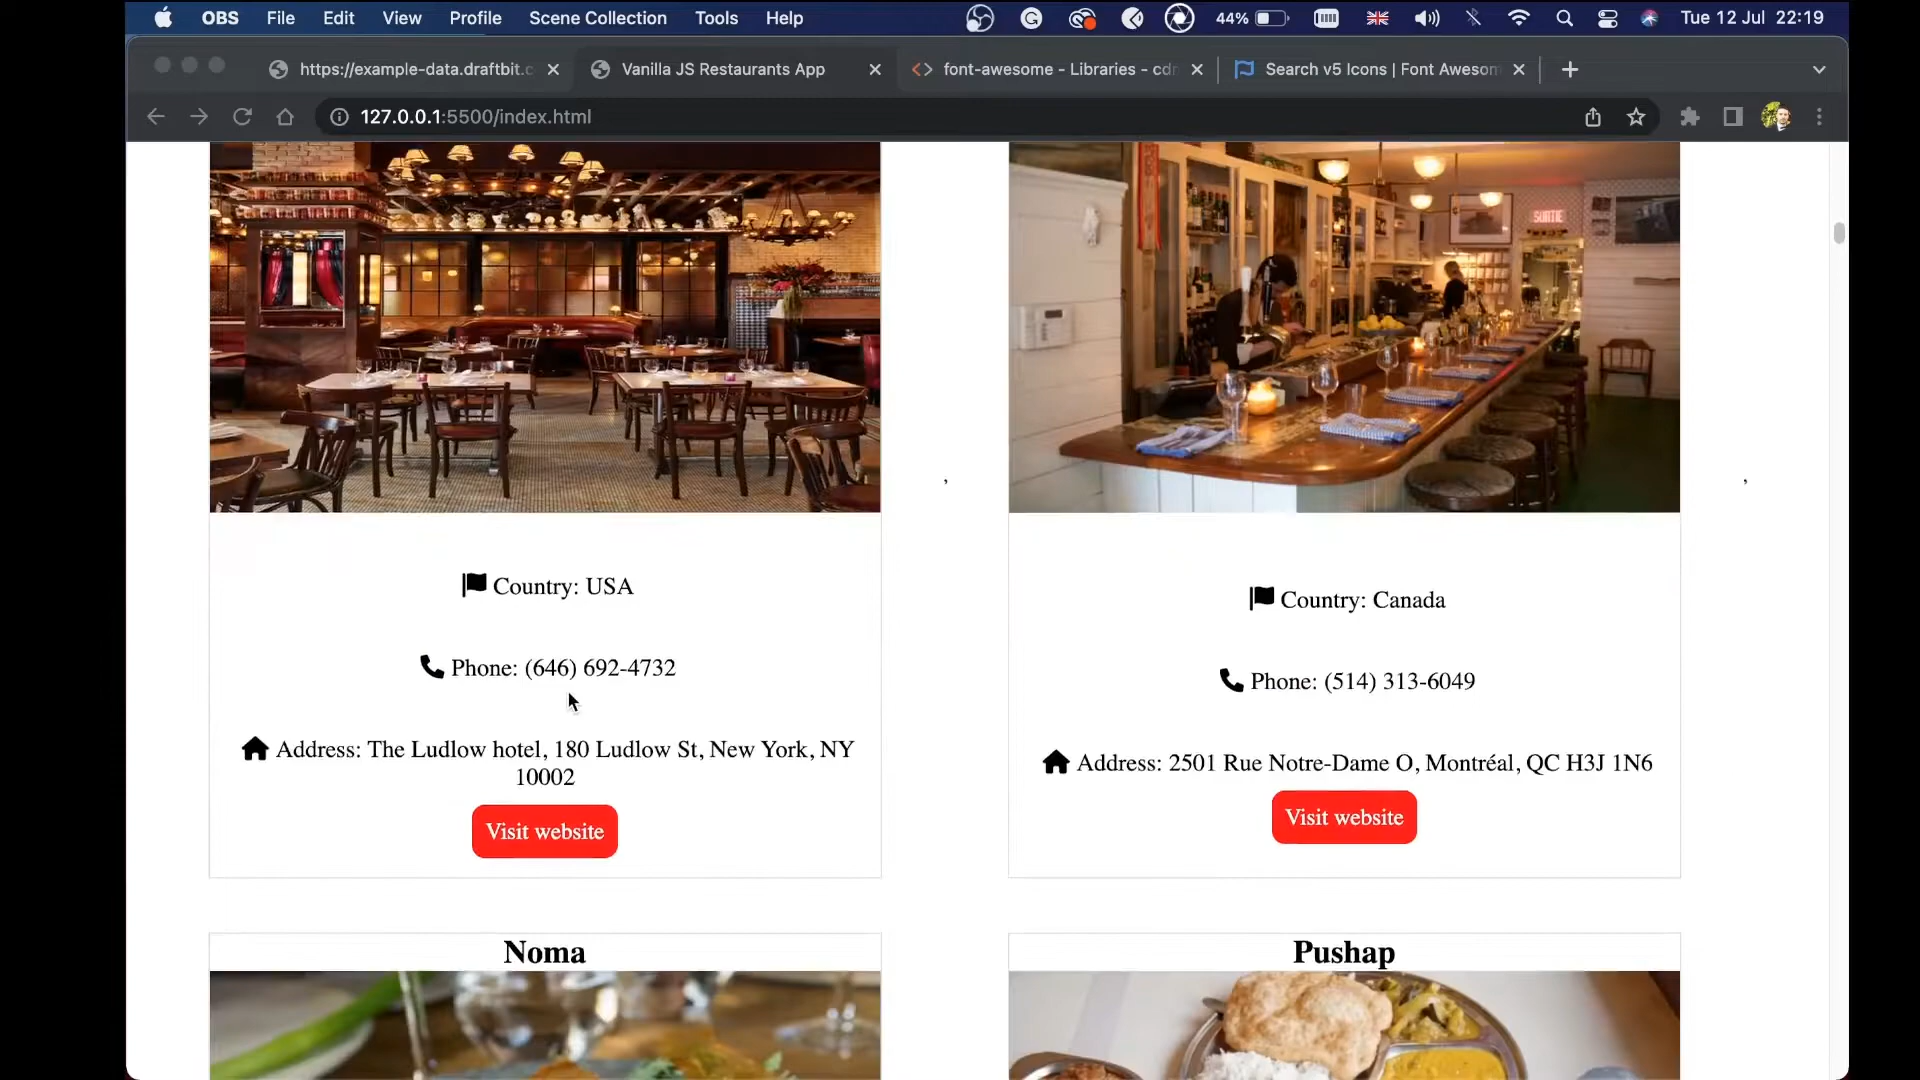 OBS File Edit View Profile Scene Collection Tools Help 44% Tue 12 Jul 22:19
https://example-data.draftbit.c Vanilla JS Restaurants App font-awesome - Libraries - cdn Search v5 Icons | Font Awesom
127.0.0.1:5500/index.html
SORTIE
,
,
Country: USA
Phone: (646) 692-4732
Address: The Ludlow hotel, 180 Ludlow St, New York, NY
10002
Visit website
Country: Canada
Phone: (514) 313-6049
Address: 2501 Rue Notre-Dame O, Montréal, QC H3J 1N6
Visit website
Noma
Pushap